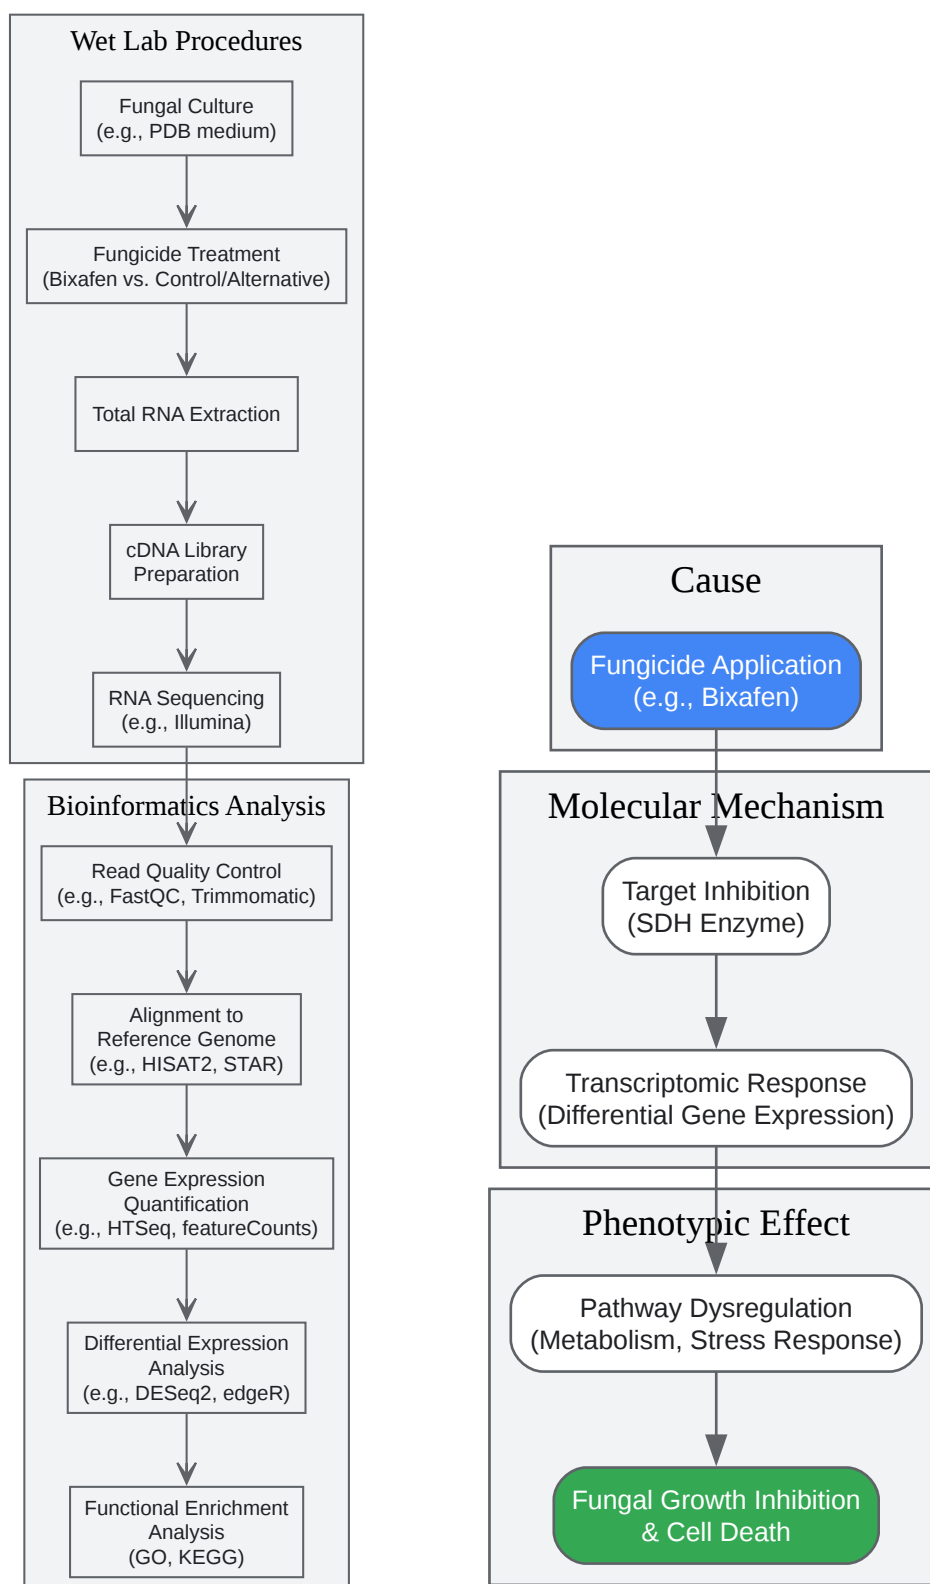 Wet Lab Procedures
Fungal Culture
(e.g., PDB medium)
Fungicide Treatment
(Bixafen vs. Control/Alternative)
Total RNA Extraction
cDNA Library
Preparation
RNA Sequencing
(e.g., Illumina)
Bioinformatics Analysis
Read Quality Control
(e.g., FastQC, Trimmomatic)
Alignment to
Reference Genome
(e.g., HISAT2, STAR)
Gene Expression
Quantification
(e.g., HTSeq, featureCounts)
Differential Expression
Analysis
(e.g., DESeq2, edgeR)
Functional Enrichment
Analysis
(GO, KEGG)
Cause
Fungicide Application
(e.g., Bixafen)
Molecular Mechanism
Target Inhibition
(SDH Enzyme)
Transcriptomic Response
(Differential Gene Expression)
Phenotypic Effect
Pathway Dysregulation
(Metabolism, Stress Response)
Fungal Growth Inhibition
& Cell Death